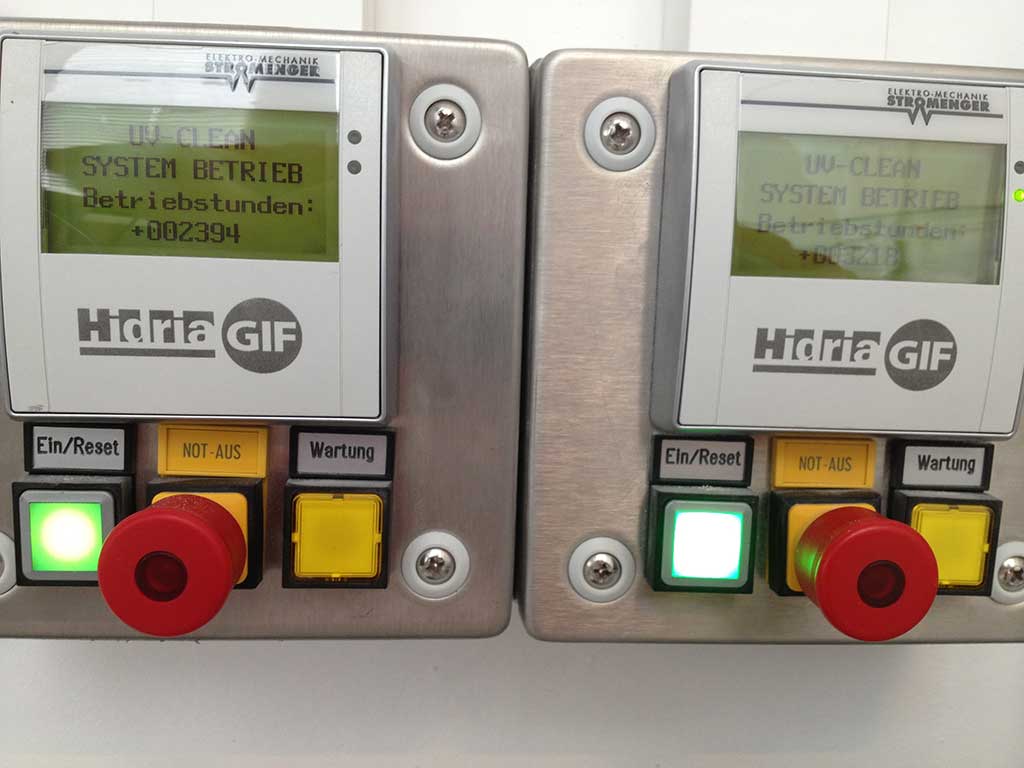 ELEKTRO-MECHANIK
STROMENGER
UV-CLEAN
SYSTEM BETRIEB
Betriebstunden:
+002394
Hidria GIF
Ein/Reset
NOT-AUS
Wartung
ELEKTRO-MECHANIK
STROMENGER
UV-CLEAN
SYSTEM BETRIEB
Betriebstunden:
+003218
Hidria GIF
Ein/Reset
NOT-AUS
Wartung